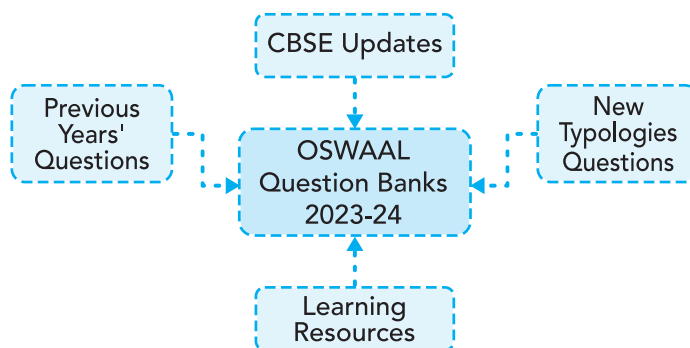 CBSE Updates
Previous
Years'
Questions
OSWAAL
Question Banks
2023-24
New
Typologies
Questions
Learning
Resources